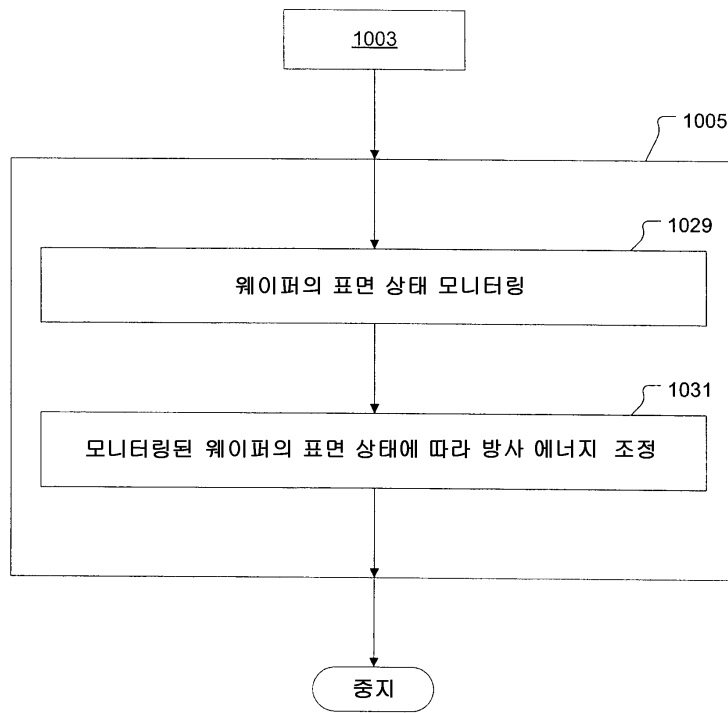 1003
1005
1029
웨이퍼의 표면 상태 모니터링
1031
모니터링된 웨이퍼의 표면 상태에 따라 방사 에너지 조정
중지